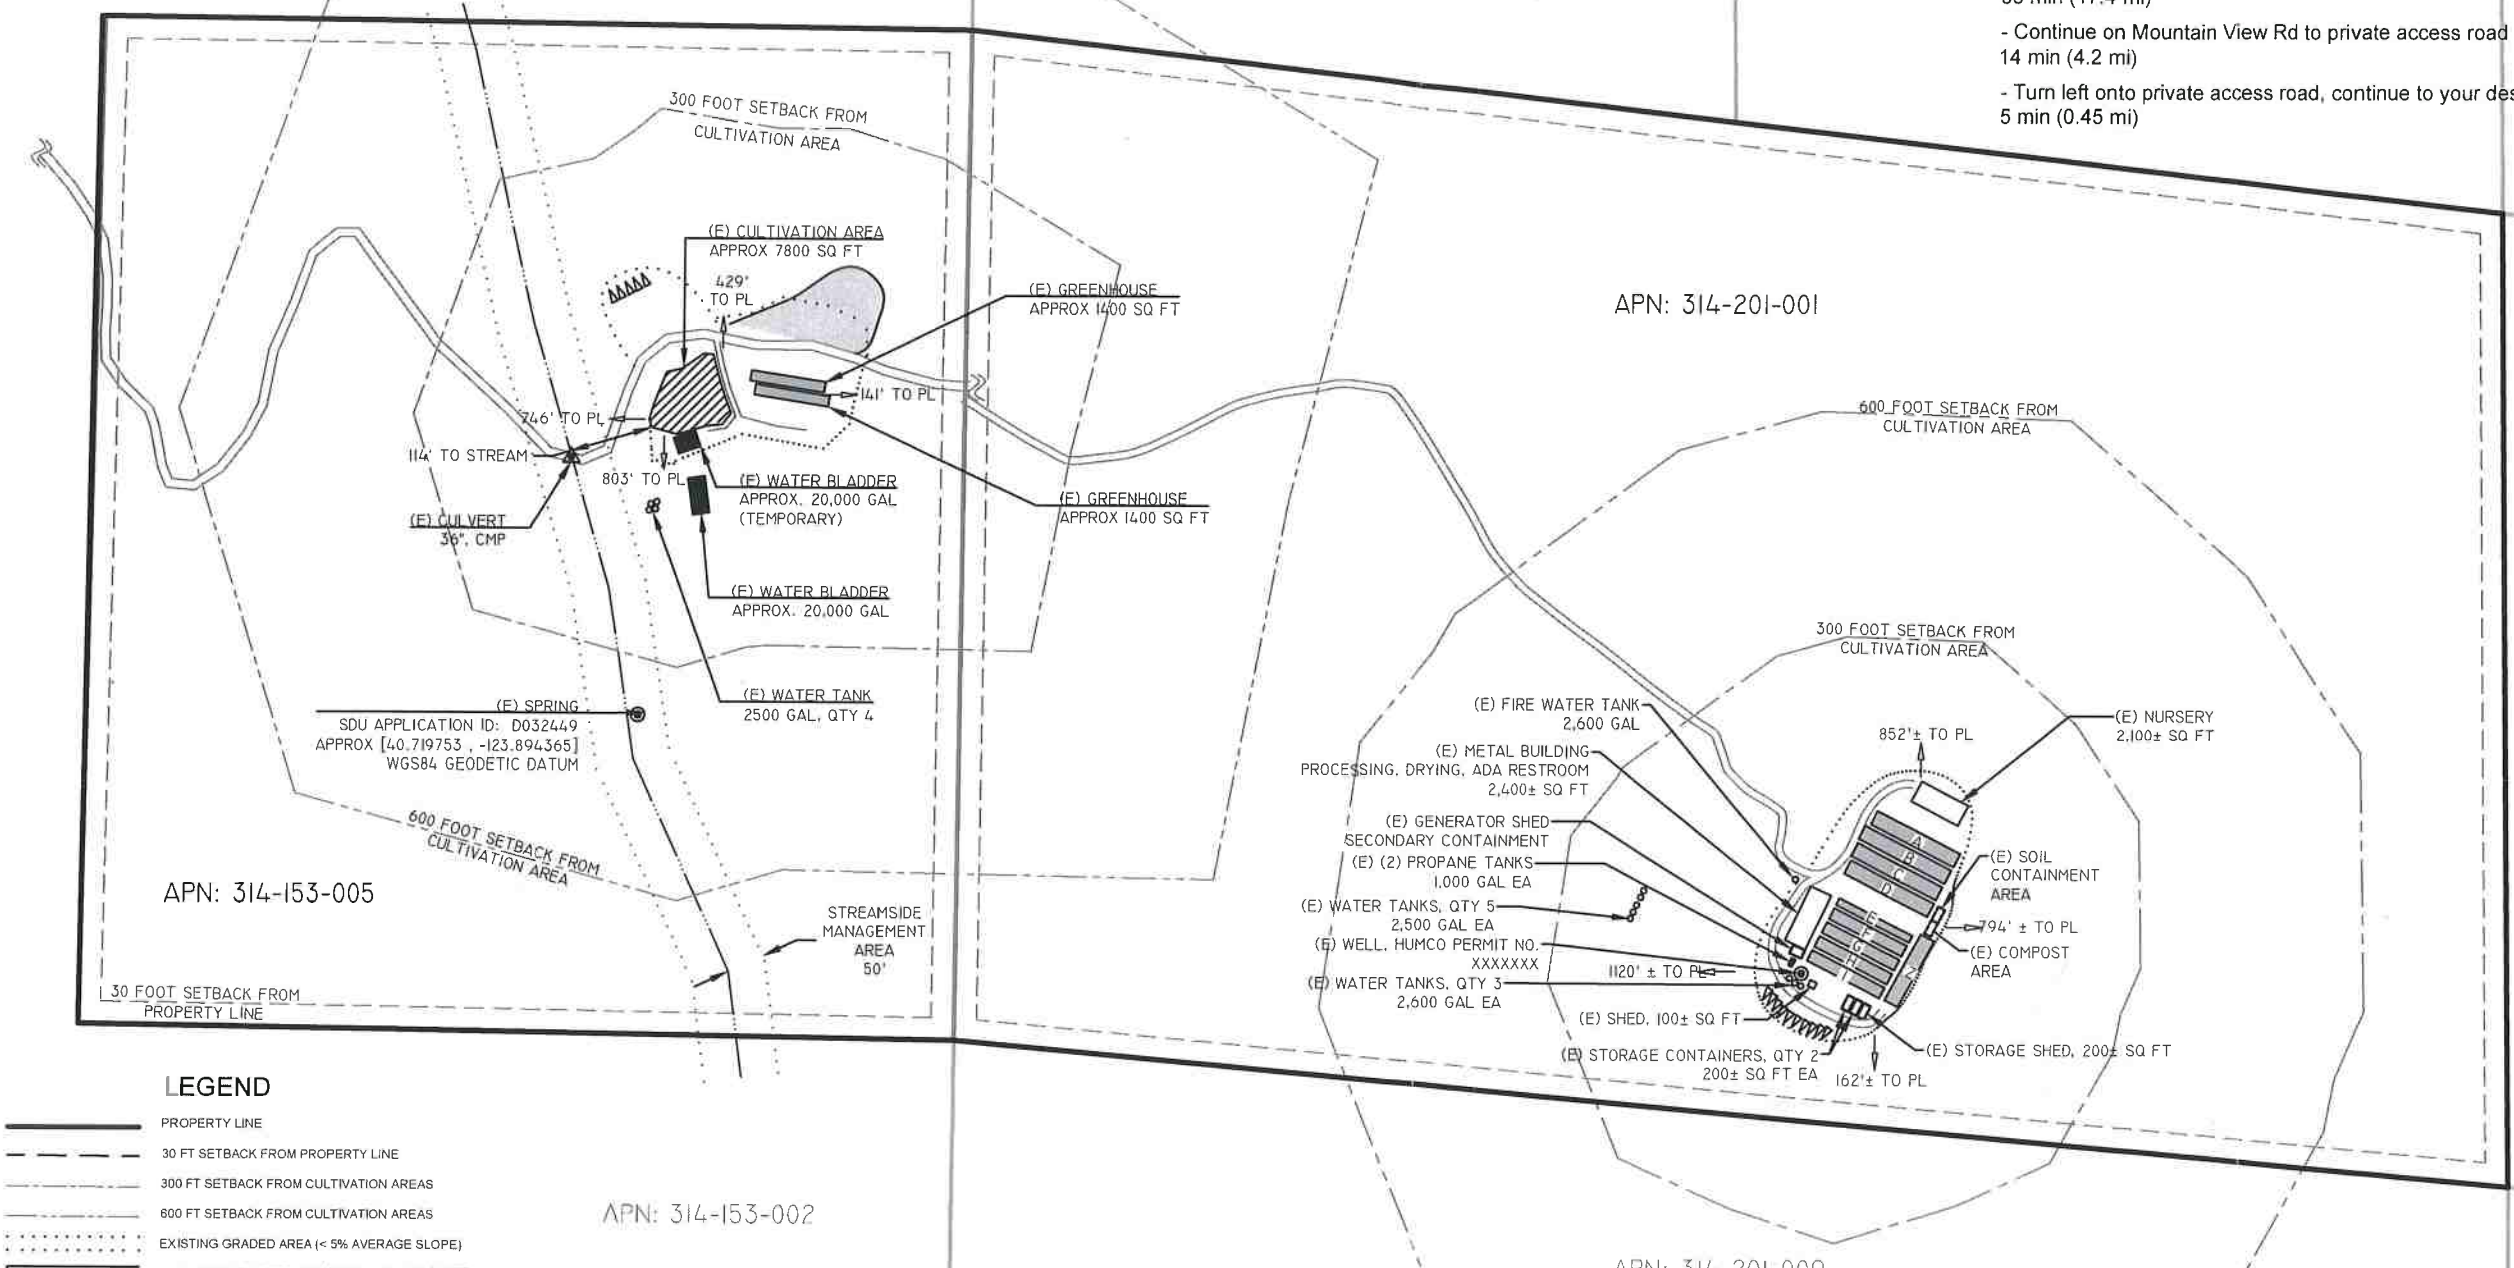 - Continue on Mountain View Rd to private access road
14 min (4.2 mi)
- Turn left onto private access road, continue to your
5 min (0.45 mi)
300 FOOT SETBACK FROM
CULTIVATION AREA
(E) CULTIVATION AREA
APPROX 7800 SQ FT
429'
TO PL
(E) GREENHOUSE
APPROX 1400 SQ FT
APN: 314-201-001
141' TO PL
746' TO PL
114' TO STREAM
803' TO PL
(E) WATER BLADDER
APPROX. 20,000 GAL
(TEMPORARY)
(E) GREENHOUSE
APPROX 1400 SQ FT
(E) CULVERT
36", CMP
(E) WATER BLADDER
APPROX. 20,000 GAL
(E) WATER TANK
2500 GAL, QTY 4
(E) SPRING
SDU APPLICATION ID: D032449
APPROX [40.719753 , -123.894365]
WGS84 GEODETIC DATUM
600 FOOT SETBACK FROM
CULTIVATION AREA
APN: 314-153-005
STREAMSIDE
MANAGEMENT
AREA
50'
30 FOOT SETBACK FROM
PROPERTY LINE
600 FOOT SETBACK FROM
CULTIVATION AREA
300 FOOT SETBACK FROM
CULTIVATION AREA
(E) FIRE WATER TANK
2,600 GAL
852'± TO PL
(E) NURSERY
2,100± SQ FT
(E) METAL BUILDING
PROCESSING, DRYING, ADA RESTROOM
2,400± SQ FT
(E) GENERATOR SHED
SECONDARY CONTAINMENT
(E) (2) PROPANE TANKS
1,000 GAL EA
(E) WATER TANKS, QTY 5
2,500 GAL EA
(E) WELL, HUMCO PERMIT NO.
XXXXXXX
1120' ± TO PL
(E) WATER TANKS, QTY 3
2,600 GAL EA
(E) SHED, 100± SQ FT
(E) STORAGE CONTAINERS, QTY 2
200± SQ FT EA
A
B
C
D
E
F
G
H
I
N
(E) SOIL
CONTAINMENT
AREA
794' ± TO PL
(E) COMPOST
AREA
(E) STORAGE SHED, 200± SQ FT
162'± TO PL
LEGEND
PROPERTY LINE
30 FT SETBACK FROM PROPERTY LINE
300 FT SETBACK FROM CULTIVATION AREAS
600 FT SETBACK FROM CULTIVATION AREAS
EXISTING GRADED AREA (< 5% AVERAGE SLOPE)
APN: 314-153-002